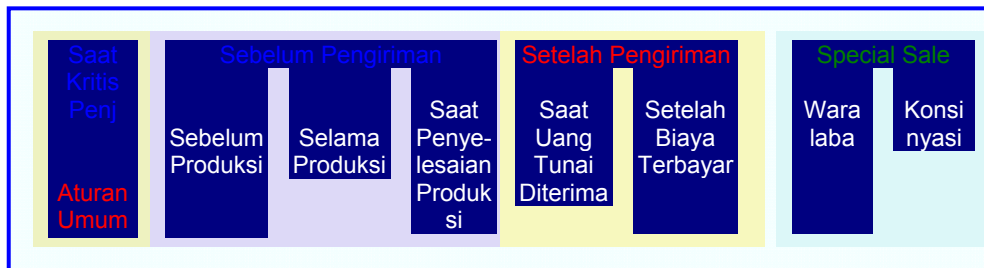 Saat
Kritis
Penj
Aturan
Umum
Sebelum Pengiriman
Sebelum
Produksi
Selama
Produksi
Saat
Penye-
lesaian
Produk
si
Setelah Pengiriman
Saat
Uang
Tunai
Diterima
Setelah
Biaya
Terbayar
Special Sale
Wara
laba
Konsi
nyasi